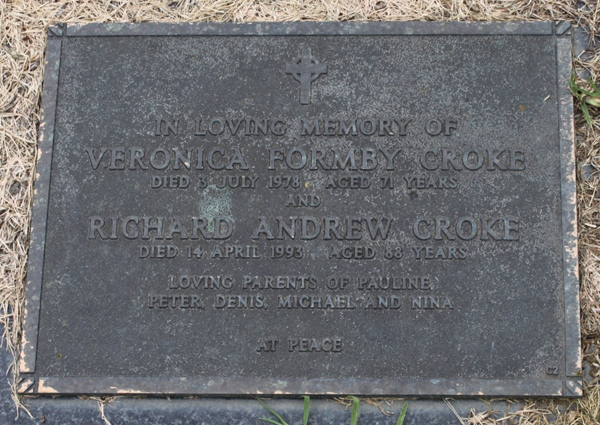 IN LOVING MEMORY OF
VERONICA FORMBY CROKE
DIED 3 JULY 1978 AGED 71 YEARS
AND
RICHARD ANDREW CROKE
DIED 14 APRIL 1993 AGED 88 YEARS
LOVING PARENTS OF PAULINE,
PETER, DENIS, MICHAEL AND NINA
AT PEACE
CZ